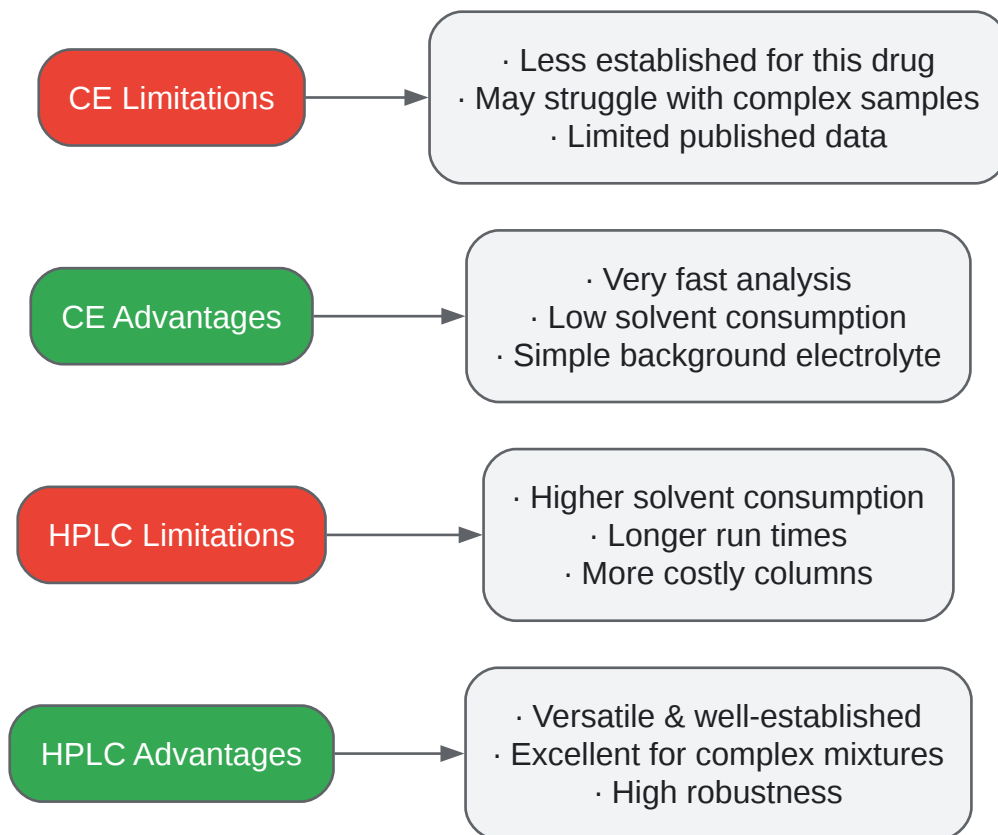 CE Limitations
· Less established for this drug
· May struggle with complex samples
· Limited published data
CE Advantages
· Very fast analysis
· Low solvent consumption
· Simple background electrolyte
HPLC Limitations
· Higher solvent consumption
· Longer run times
· More costly columns
HPLC Advantages
· Versatile & well-established
· Excellent for complex mixtures
· High robustness